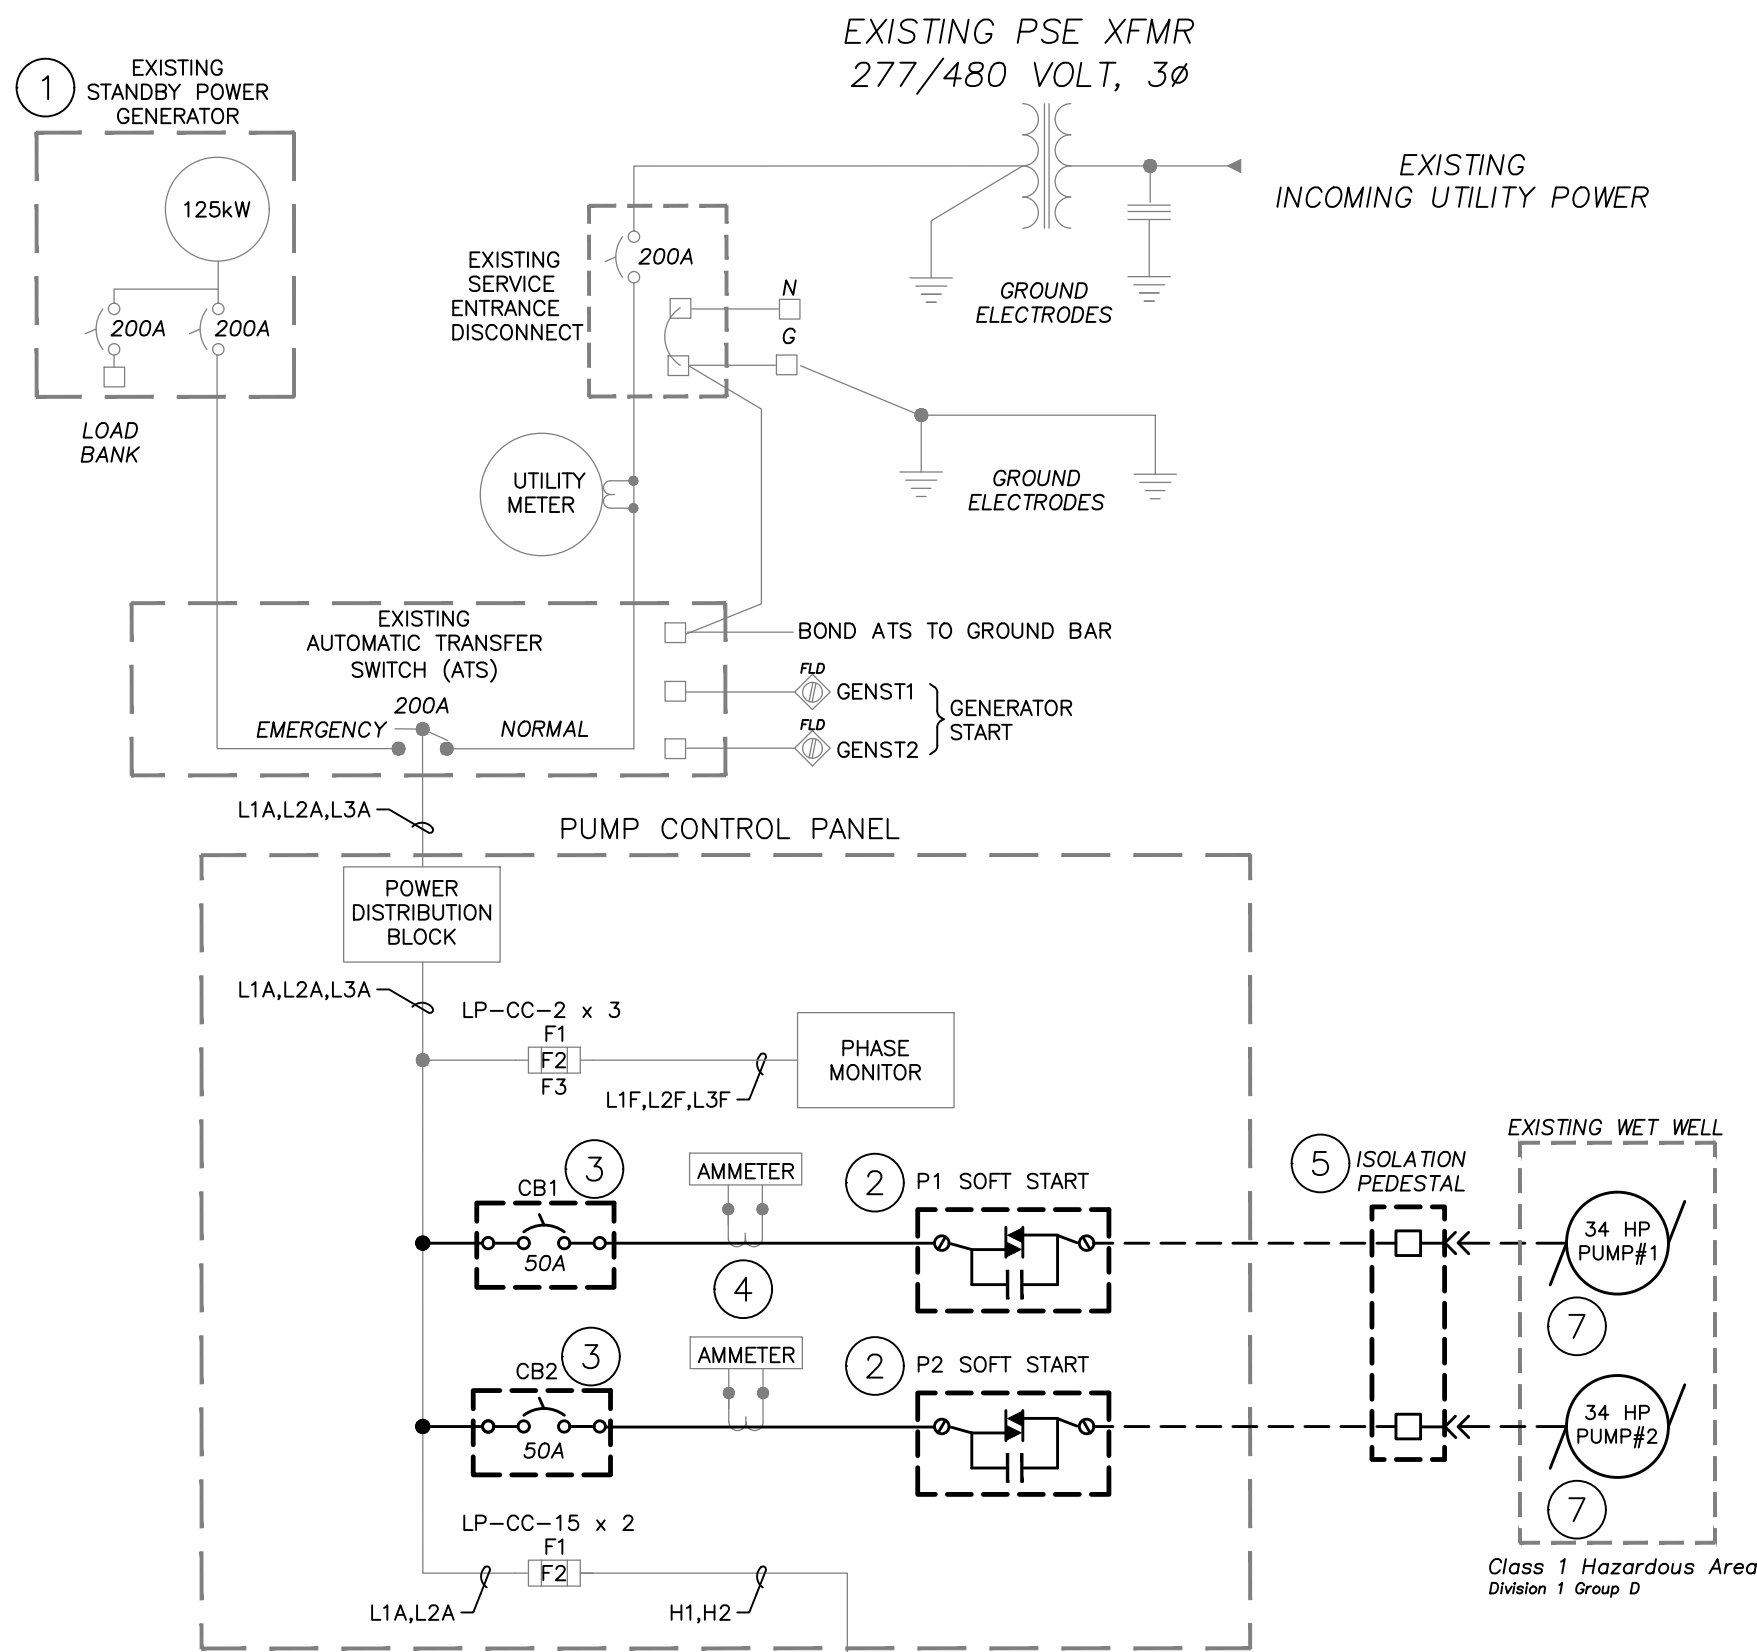 EXISTING PSE XFMR
277/480 VOLT, 3ø
1
EXISTING
STANDBY POWER
GENERATOR
125kW
200A
200A
LOAD
BANK
EXISTING
SERVICE
ENTRANCE
DISCONNECT
200A
N
G
GROUND
ELECTRODES
EXISTING
INCOMING UTILITY POWER
UTILITY
METER
GROUND
ELECTRODES
EXISTING
AUTOMATIC TRANSFER
SWITCH (ATS)
200A
EMERGENCY
NORMAL
BOND ATS TO GROUND BAR
FLD
GENST1
FLD
GENST2
GENERATOR
START
L1A,L2A,L3A
PUMP CONTROL PANEL
POWER
DISTRIBUTION
BLOCK
L1A,L2A,L3A
LP-CC-2 x 3
F1
F2
F3
L1F,L2F,L3F
PHASE
MONITOR
3
CB1
50A
AMMETER
4
2
P1 SOFT START
5
ISOLATION
PEDESTAL
EXISTING WET WELL
34 HP
PUMP#1
7
3
CB2
50A
AMMETER
2
P2 SOFT START
34 HP
PUMP#2
7
Class 1 Hazardous Area
Division 1 Group D
LP-CC-15 x 2
F1
F2
L1A,L2A
H1,H2